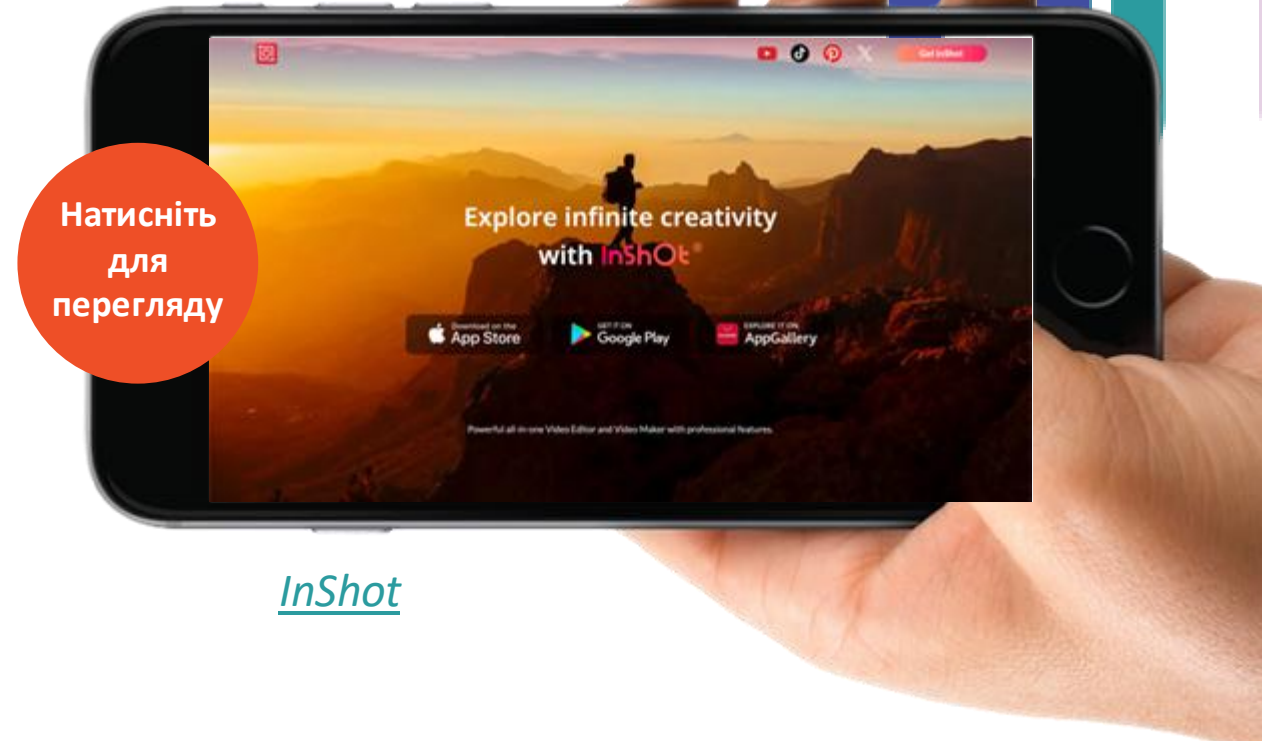 Get InShot
Натисніть
для
перегляду
Explore infinite creativity
with InShOt®
Download on the
App Store
GET IT ON
Google Play
EXPLORE IT ON
AppGallery
Powerful all-in-one Video Editor and Video Maker with professional features.
InShot